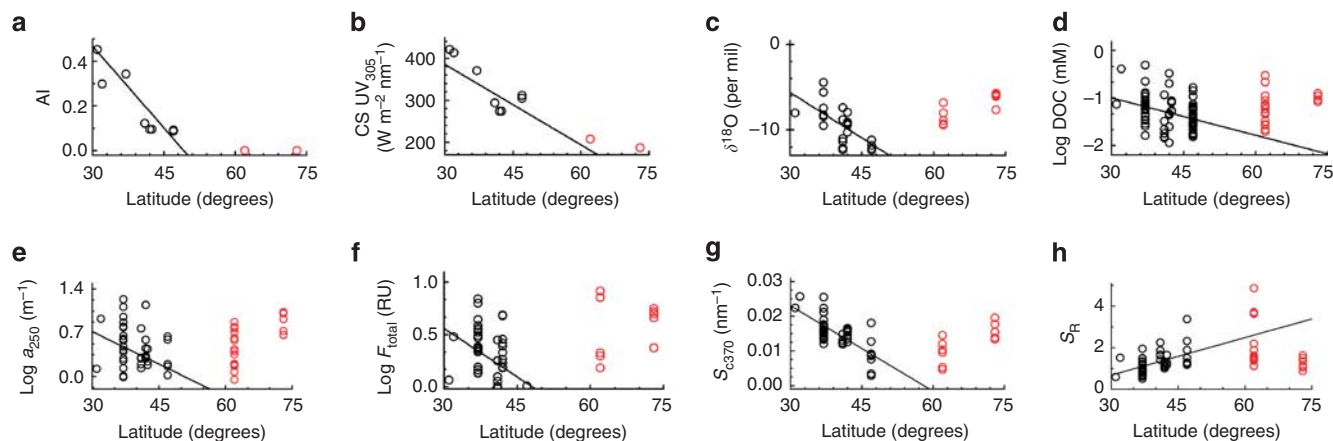 a
AI
0.4
0.2
0.0
30 45 60 75
Latitude (degrees)
b
CS UV₃₀₅
(W m⁻² nm⁻¹)
400
300
200
30 45 60 75
Latitude (degrees)
c
δ¹⁸O (per mil)
0
−10
30 45 60 75
Latitude (degrees)
d
Log DOC (mM)
0
−1
−2
30 45 60 75
Latitude (degrees)
e
Log a₂₅₀ (m⁻¹)
1.4
0.7
0.0
30 45 60 75
Latitude (degrees)
f
Log F_total (RU)
1.0
0.0
30 45 60 75
Latitude (degrees)
g
S_c370 (nm⁻¹)
0.03
0.02
0.01
0.00
30 45 60 75
Latitude (degrees)
h
S_R
4
2
0
30 45 60 75
Latitude (degrees)